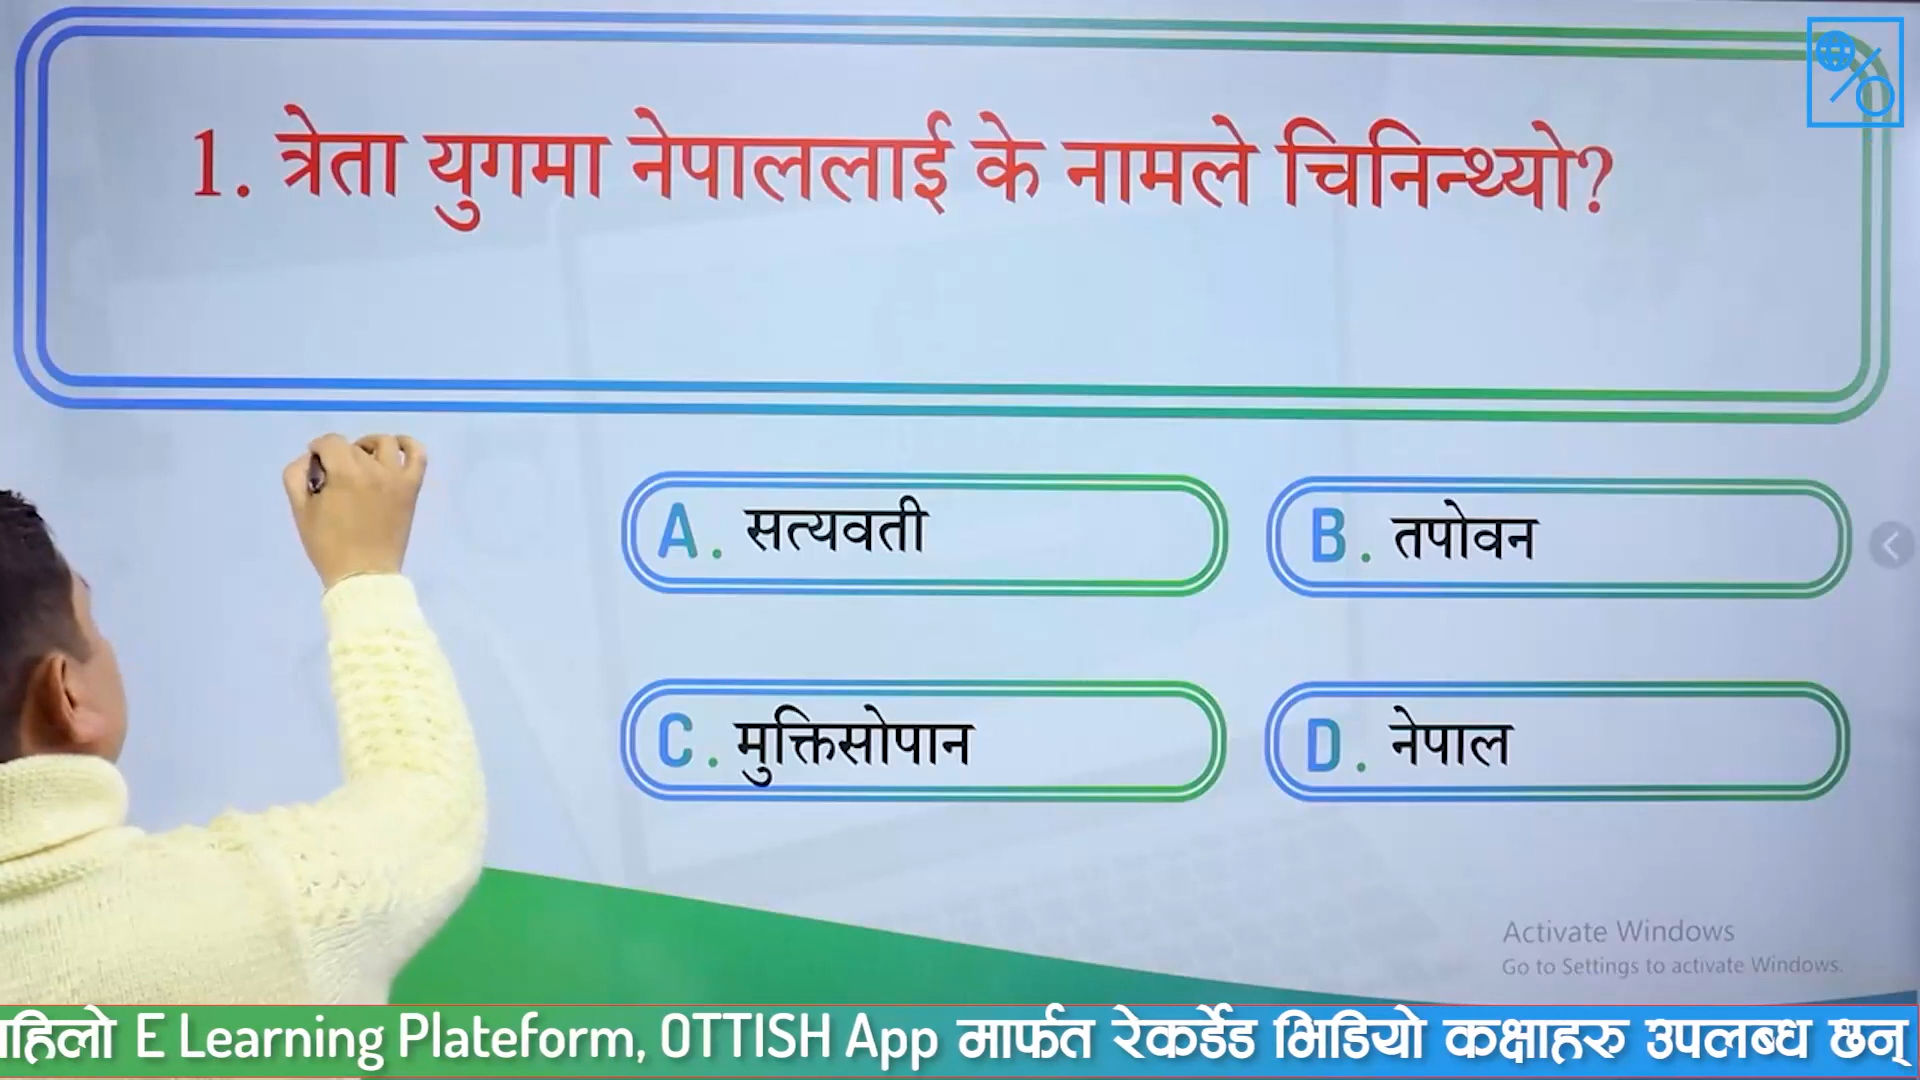 1. त्रेता युगमा नेपाललाई के नामले चिनिन्थ्यो?
A. सत्यवती
B. तपोवन
C. मुक्तिसोपान
D. नेपाल
Activate Windows
Go to Settings to activate Windows.
E Learning Plateform, OTTISH App मार्फत रेकर्डेड भिडियो कक्षाहरु उपलब्ध छन्